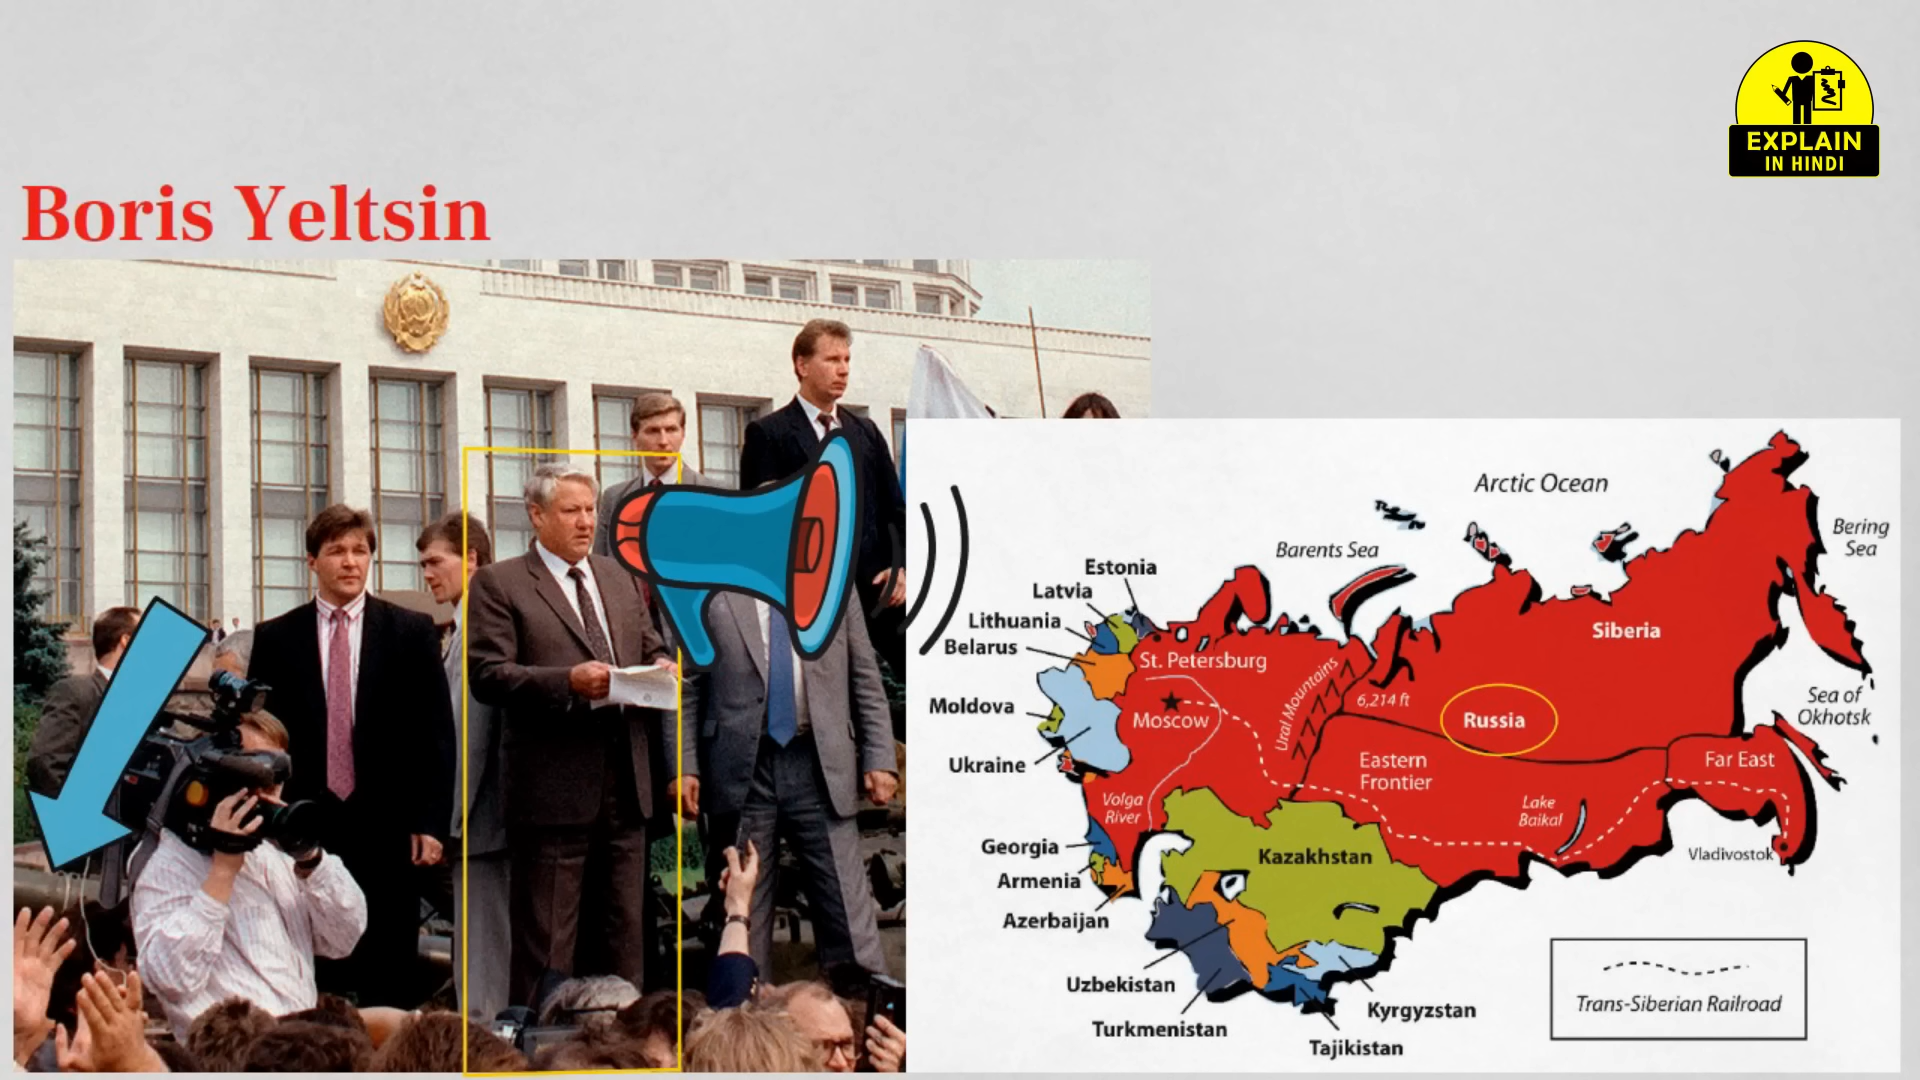 EXPLAIN
IN HINDI
Boris Yeltsin
Arctic Ocean
Bering
Sea
Barents Sea
Estonia
Latvia
Lithuania
Belarus
Siberia
St. Petersburg
Ural Mountains
6,214 ft
Moldova
Moscow
Russia
Sea of
Okhotsk
Ukraine
Eastern
Frontier
Far East
Volga
River
Lake
Baikal
Georgia
Kazakhstan
Vladivostok
Armenia
Azerbaijan
Uzbekistan
Kyrgyzstan
Turkmenistan
Tajikistan
Trans-Siberian Railroad